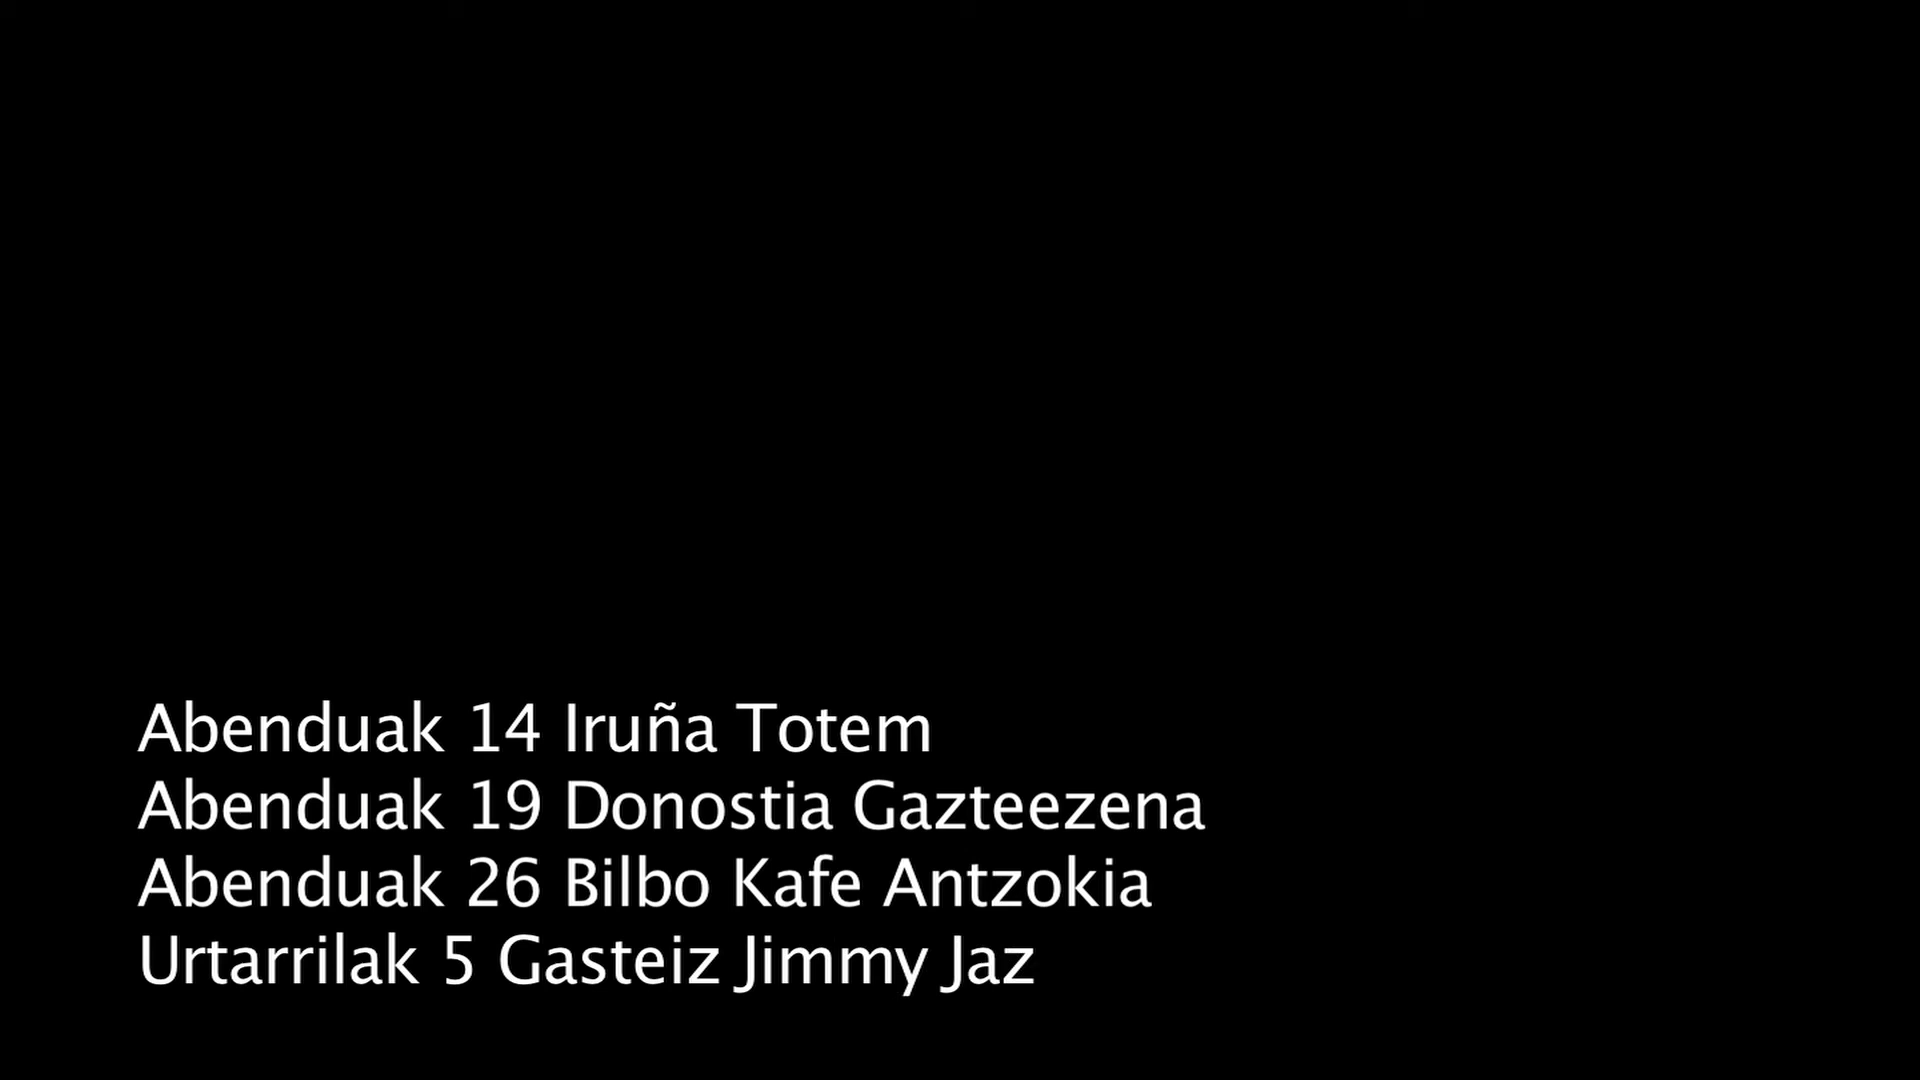 Abenduak 14 Iruña Totem
Abenduak 19 Donostia Gazteezena
Abenduak 26 Bilbo Kafe Antzokia
Urtarrilak 5 Gasteiz Jimmy Jaz